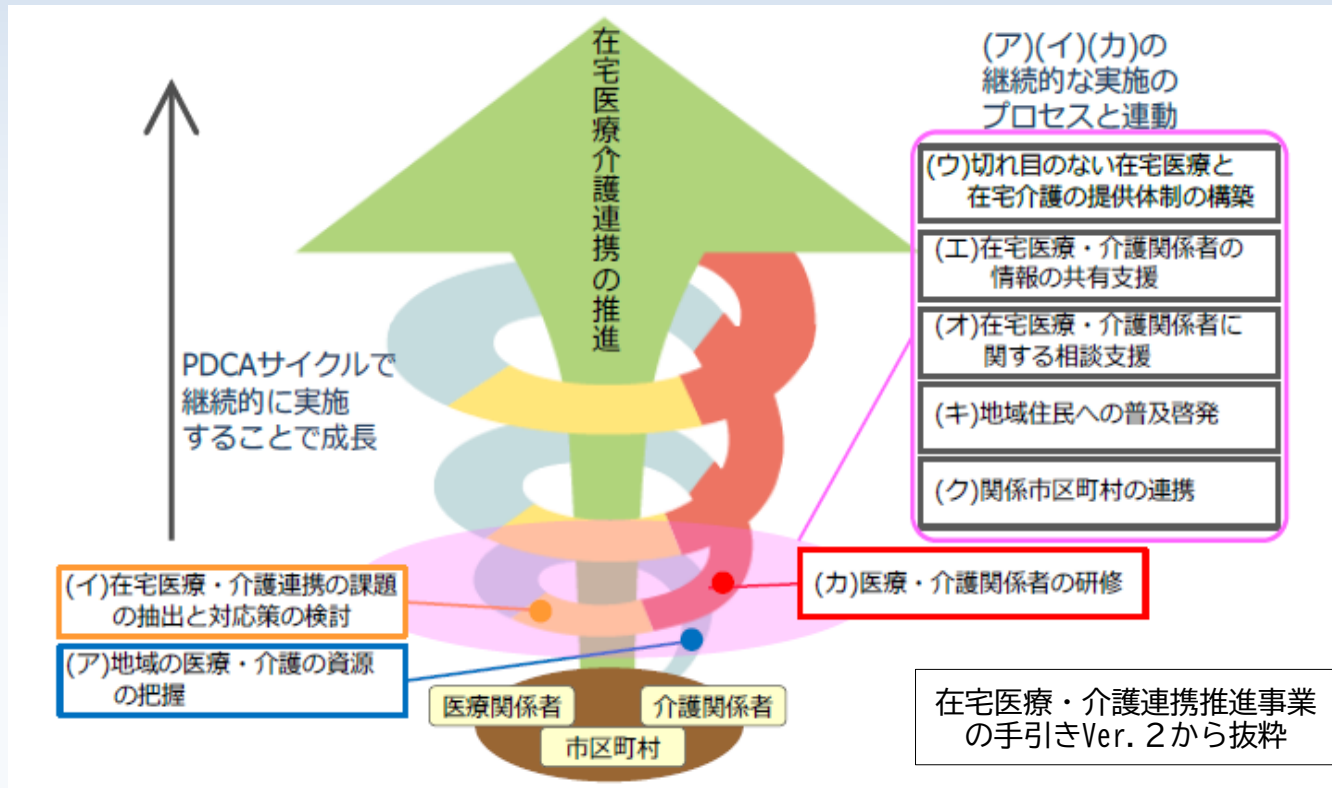 在宅医療介護連携の推進
(ア)(イ)(カ)の
継続的な実施の
プロセスと連動
(ウ)切れ目のない在宅医療と
在宅介護の提供体制の構築
(エ)在宅医療・介護関係者の
情報の共有支援
(オ)在宅医療・介護関係者に
関する相談支援
(キ)地域住民への普及啓発
(ク)関係市区町村の連携
PDCAサイクルで
継続的に実施
することで成長
(イ)在宅医療・介護連携の課題
の抽出と対応策の検討
(カ)医療・介護関係者の研修
(ア)地域の医療・介護の資源
の把握
医療関係者
介護関係者
市区町村
在宅医療・介護連携推進事業
の手引きVer.２から抜粋